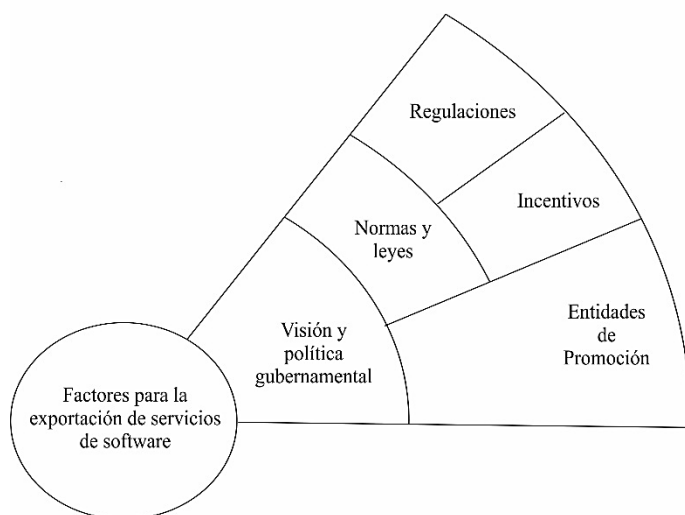 Regulaciones
Incentivos
Normas y
leyes
Entidades
de
Promoción
Visión y
política
gubernamental
Factores para la
exportación de servicios
de software